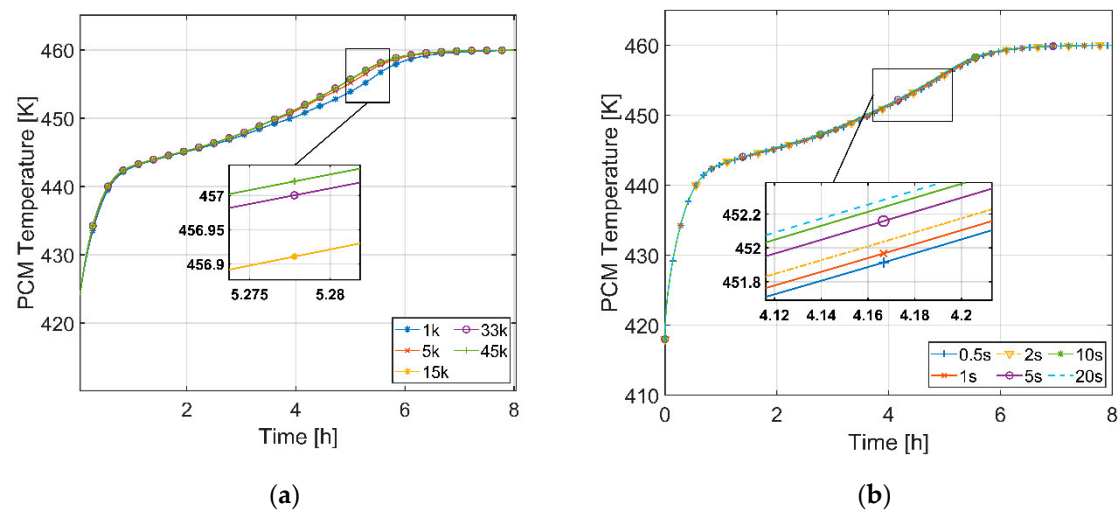 460
450
440
430
420
PCM Temperature [K]
457
456.95
456.9
5.275
5.28
1k
33k
5k
45k
15k
2
4
6
8
Time [h]
(a)
460
450
440
430
420
410
PCM Temperature [K]
452.2
452
451.8
4.12
4.14
4.16
4.18
4.2
0.5s
2s
10s
1s
5s
20s
0
2
4
6
8
Time [h]
(b)